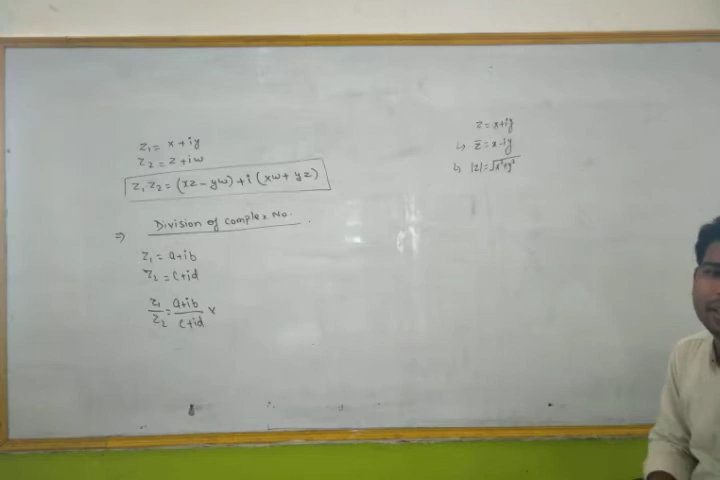 z₁ = x + iy
z₂ = z + iw
z₁ z₂ = (xz - yw) + i (xw + yz)
⇒ Division of complex No.
z₁ = a+ib
z₂ = c+id
z₁/z₂ = a+ib/c+id ×
z = x+iy
↳ z̄ = x-iy
↳ |z| = √x²+y²